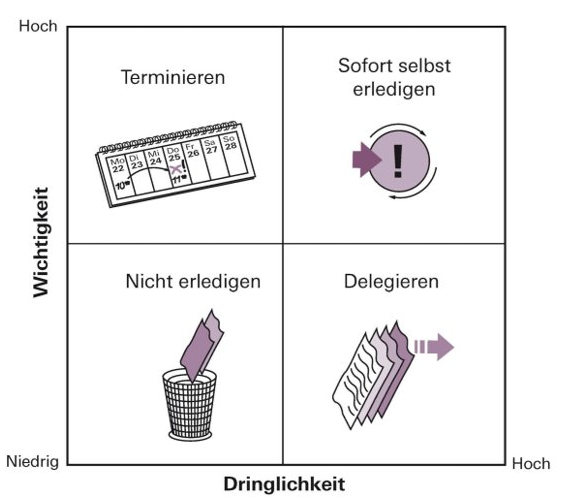 Hoch
Terminieren
Sofort selbst
erledigen
Mo Di Mi Do Fr Sa So
22 23 24 25 26 27 28
10⁰⁰ 11⁰⁰
!
Wichtigkeit
Nicht erledigen
Delegieren
Niedrig
Hoch
Dringlichkeit